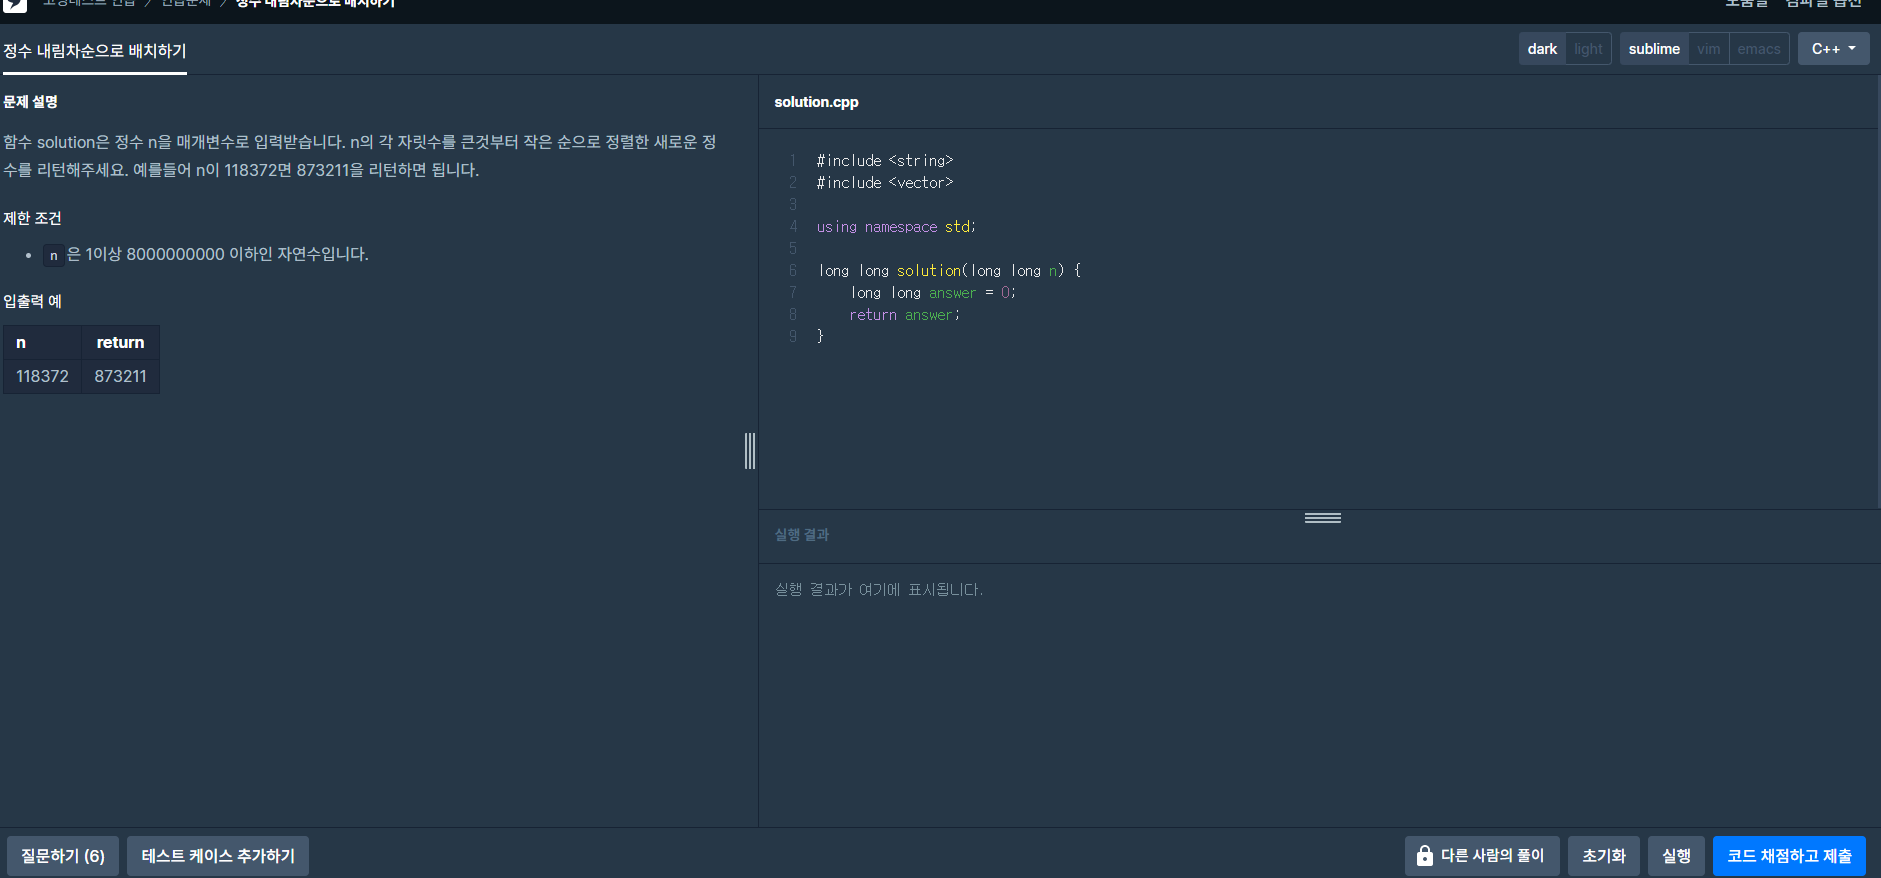 정수 내림차순으로 배치하기
정수 내림차순으로 배치하기
dark light sublime vim emacs C++
문제 설명
함수 solution은 정수 n을 매개변수로 입력받습니다. n의 각 자릿수를 큰것부터 작은 순으로 정렬한 새로운 정
수를 리턴해주세요. 예를들어 n이 118372면 873211을 리턴하면 됩니다.
제한 조건
n은 1이상 8000000000 이하인 자연수입니다.
입출력 예
n return
118372 873211
solution.cpp
1 #include <string>
2 #include <vector>
3
4 using namespace std;
5
6 long long solution(long long n) {
7 long long answer = 0;
8 return answer;
9 }
실행 결과
실행 결과가 여기에 표시됩니다.
질문하기 (6) 테스트 케이스 추가하기 다른 사람의 풀이 초기화 실행 코드 채점하고 제출